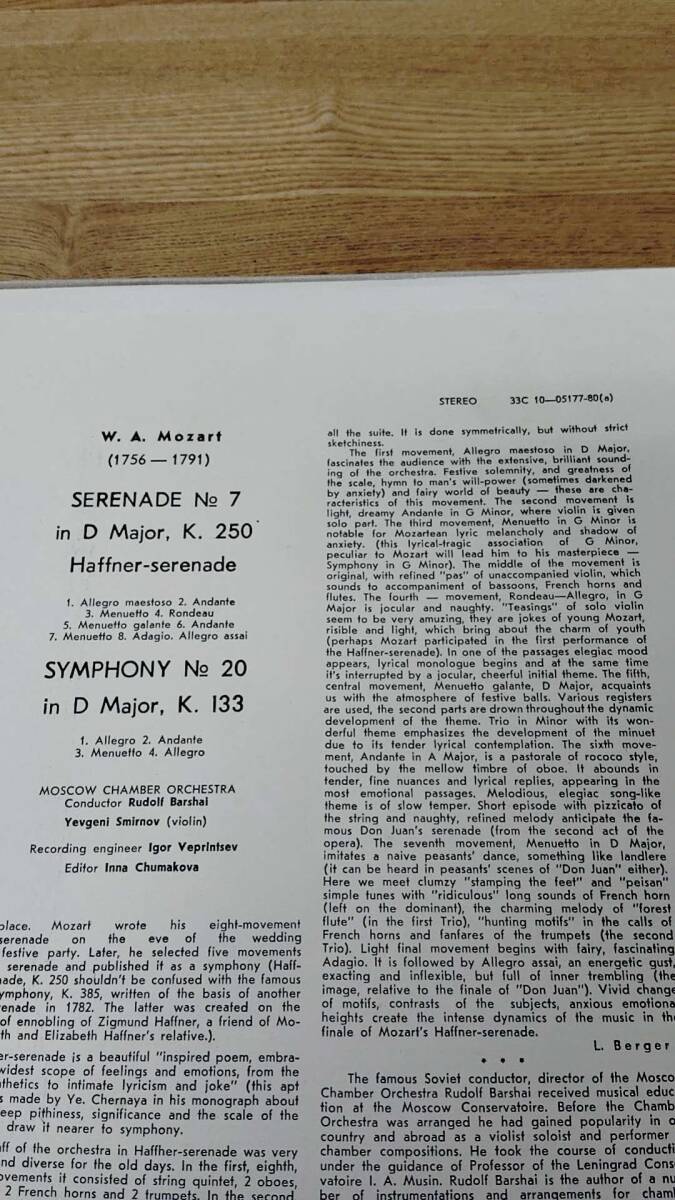 STEREO 33C 10—05177-80(a)
W. A. Mozart
(1756 — 1791)
SERENADE № 7
in D Major, K. 250
Haffner-serenade
1. Allegro maestoso 2. Andante
3. Menuetto 4. Rondeau
5. Menuetto galante 6. Andante
7. Menuetto 8. Adagio. Allegro assai
SYMPHONY № 20
in D Major, K. 133
1. Allegro 2. Andante
3. Menuetto 4. Allegro
MOSCOW CHAMBER ORCHESTRA
Conductor Rudolf Barshai
Yevgeni Smirnov (violin)
Recording engineer Igor Veprintsev
Editor Inna Chumakova
place. Mozart wrote his eight-movement
serenade on the eve of the wedding
festive party. Later, he selected five movements
serenade and published it as a symphony (Haff-
K. 250 shouldn't be confused with the famous
K. 385, written of the basis of another
in 1782. The latter was created on the
of ennobling of Zigmund Haffner, a friend of Mo-
and Elizabeth Haffner's relative.).
is a beautiful "inspired poem, embra-
widest scope of feelings and emotions, from the
to intimate lyricism and joke" (this apt
is made by Ye. Chernaya in his monograph about
pithiness, significance and the scale of the
draw it nearer to symphony.
of the orchestra in Haffner-serenade was very
diverse for the old days. In the first, eighth,
it consisted of string quintet, 2 oboes,
2 French horns and 2 trumpets. In the second,
all the suite. It is done symmetrically, but without strict
sketchiness.
The first movement, Allegro maestoso in D Major,
fascinates the audience with the extensive, brilliant sound-
ing of the orchestra. Festive solemnity, and greatness of
the scale, hymn to man's will-power (sometimes darkened
by anxiety) and fairy world of beauty — these are cha-
racteristics of this movement. The second movement is
light, dreamy Andante in G Minor, where violin is given
solo part. The third movement, Menuetto in G Minor is
notable for Mozartean lyric melancholy and shadow of
anxiety. (this lyrical-tragic association of G Minor,
peculiar to Mozart will lead him to his masterpiece —
Symphony in G Minor). The middle of the movement is
original, with refined "pas" of unaccompanied violin, which
sounds to accompaniment of bassoons, French horns and
flutes. The fourth — movement, Rondeau—Allegro, in G
Major is jocular and naughty. "Teasings" of solo violin
seem to be very amusing, they are jokes of young Mozart,
risible and light, which bring about the charm of youth
(perhaps Mozart participated in the first performance of
the Haffner-serenade). In one of the passages elegiac mood
appears, lyrical monologue begins and at the same time
it's interrupted by a jocular, cheerful initial theme. The fifth,
central movement, Menuetto galante, D Major, acquaints
us with the atmosphere of festive balls. Various registers
are used, the second parts are drown throughout the dynamic
development of the theme. Trio in Minor with its won-
derful theme emphasizes the development of the minuet
due to its tender lyrical contemplation. The sixth move-
ment, Andante in A Major, is a pastorale of rococo style,
touched by the mellow timbre of oboe. It abounds in
tender, fine nuances and lyrical replies, appearing in the
most emotional passages. Melodious, elegiac song-like
theme is of slow temper. Short episode with pizzicato of
the string and naughty, refined melody anticipate the fa-
mous Don Juan's serenade (from the second act of the
opera). The seventh movement, Menuetto in D Major,
imitates a naive peasants' dance, something like landlere
(it can be heard in peasants' scenes of "Don Juan" either).
Here we meet clumzy "stamping the feet" and "peisan"
simple tunes with "ridiculous" long sounds of French horn
(left on the dominant), the charming melody of "forest
flute" (in the first Trio), "hunting motifs" in the calls of
French horns and fanfares of the trumpets (the second
Trio). Light final movement begins with fairy, fascinating
Adagio. It is followed by Allegro assai, an energetic gust,
exacting and inflexible, but full of inner trembling (the
image, relative to the finale of "Don Juan"). Vivid change
of motifs, contrasts of the subjects, anxious emotional
heights create the intense dynamics of the music in the
finale of Mozart's Haffner-serenade.
L. Berger
• • •
The famous Soviet conductor, director of the Mosco
Chamber Orchestra Rudolf Barshai received musical educ
tion at the Moscow Conservatoire. Before the Chamb
Orchestra was arranged he had gained popularity in o
country and abroad as a violist soloist and performer
chamber compositions. He took the course of conducti
under the guidance of Professor of the Leningrad Cons
vatoire I. A. Musin. Rudolf Barshai is the author of a nu
ber of instrumentations and arrangements of cham